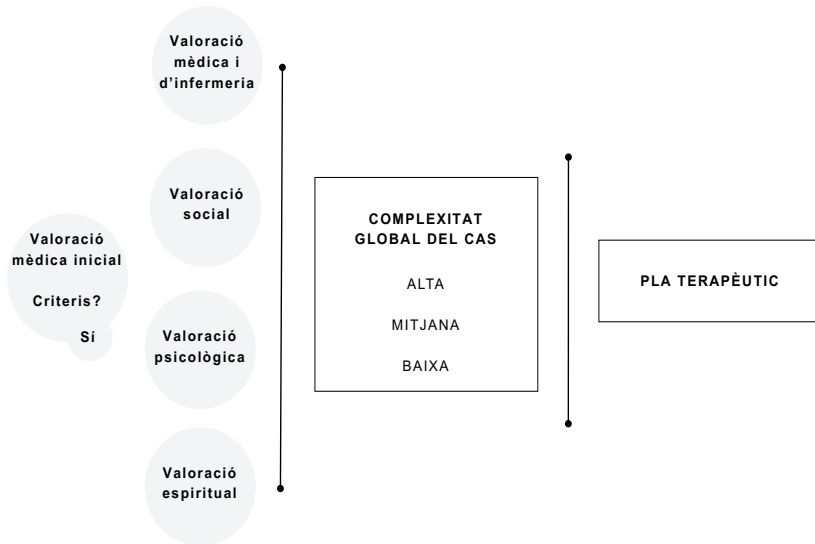 Valoració
mèdica inicial
Criteris?
Sí
Valoració
mèdica i
d’infermeria
Valoració
social
Valoració
psicològica
Valoració
espiritual
COMPLEXITAT
GLOBAL DEL CAS
ALTA
MITJANA
BAIXA
PLA TERAPÈUTIC